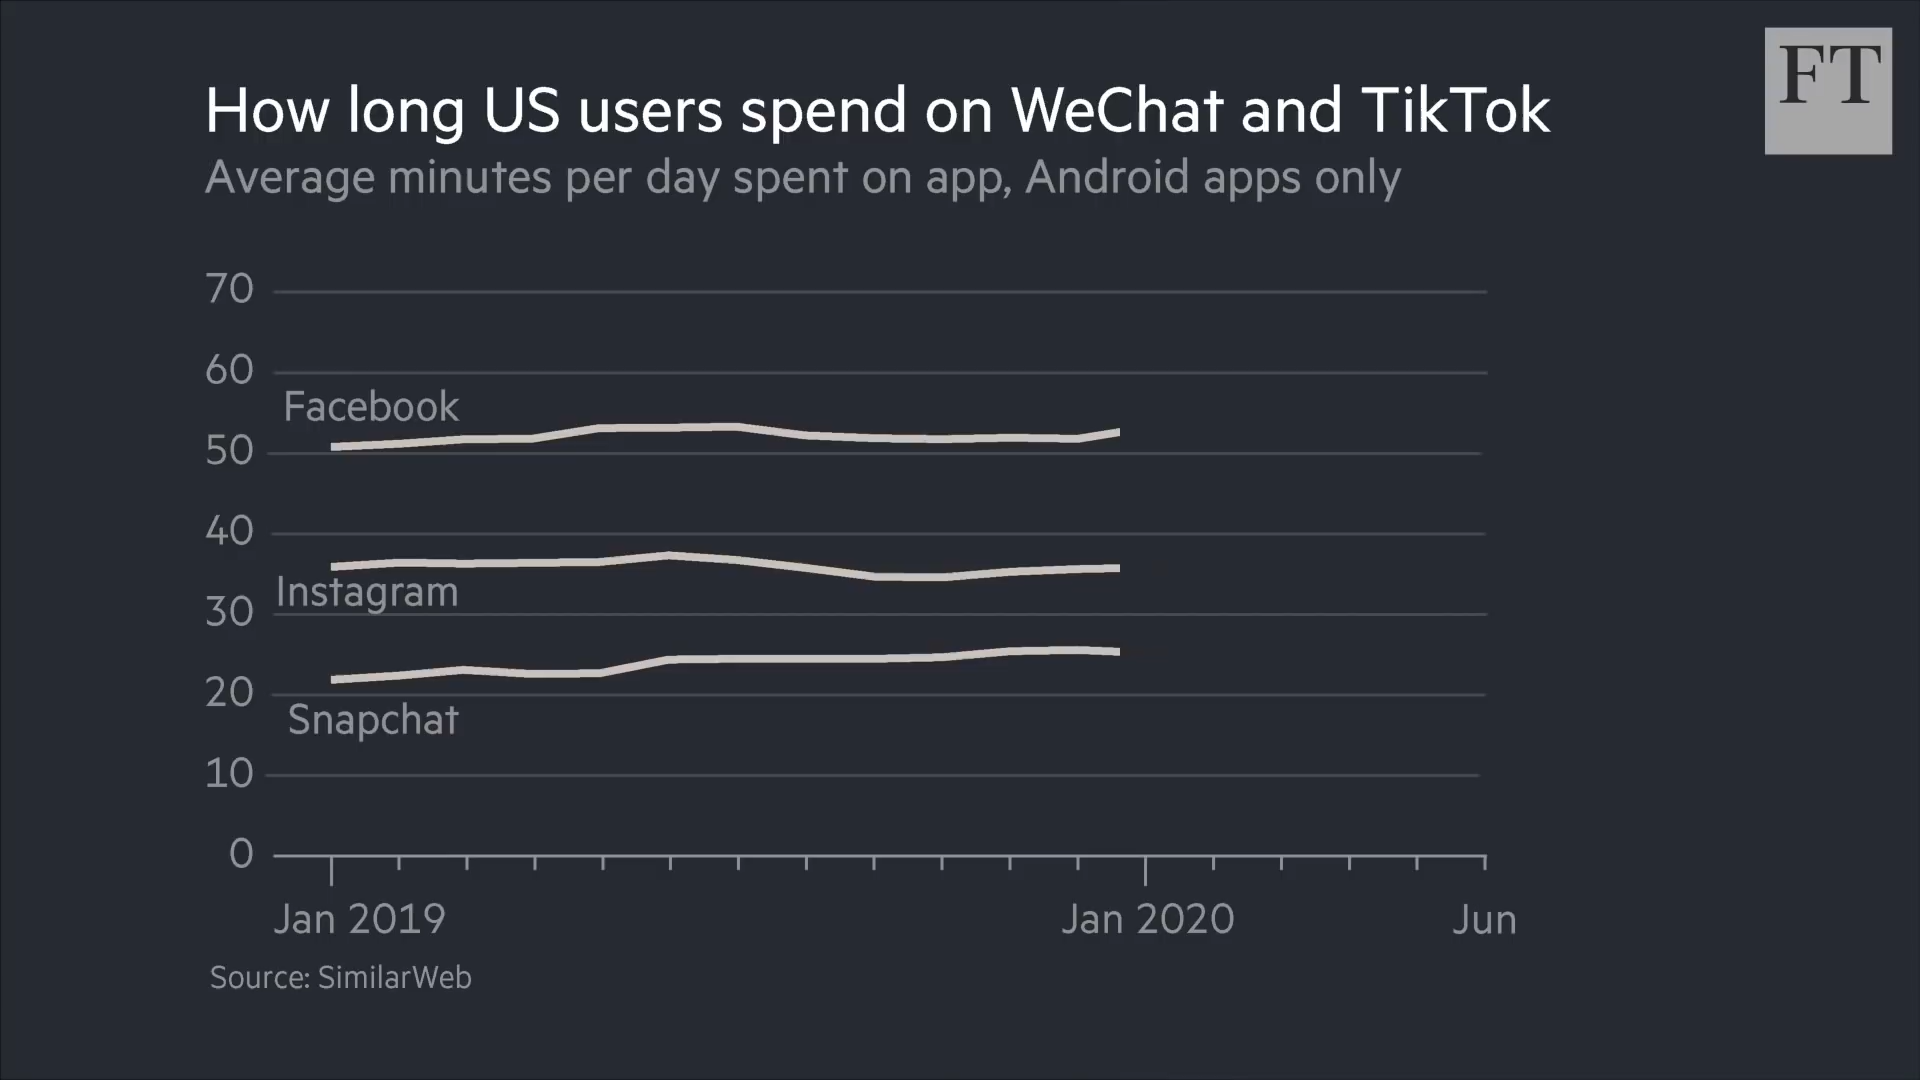 FT
How long US users spend on WeChat and TikTok
Average minutes per day spent on app, Android apps only
70
60
Facebook
50
40
Instagram
30
20
Snapchat
10
0
Jan 2019 Jan 2020 Jun
Source: SimilarWeb